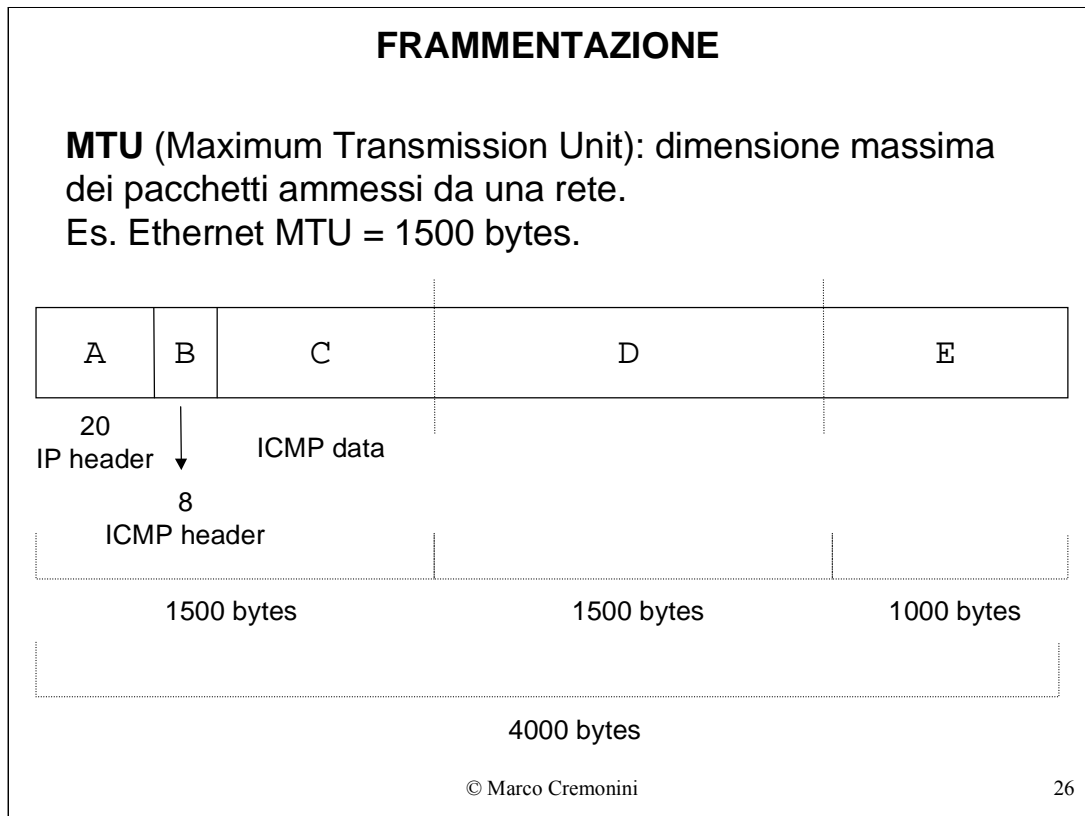 FRAMMENTAZIONE
MTU (Maximum Transmission Unit): dimensione massima
dei pacchetti ammessi da una rete.
Es. Ethernet MTU = 1500 bytes.
A B C D E
20
IP header
ICMP data
8
ICMP header
1500 bytes 1500 bytes 1000 bytes
4000 bytes
© Marco Cremonini 26